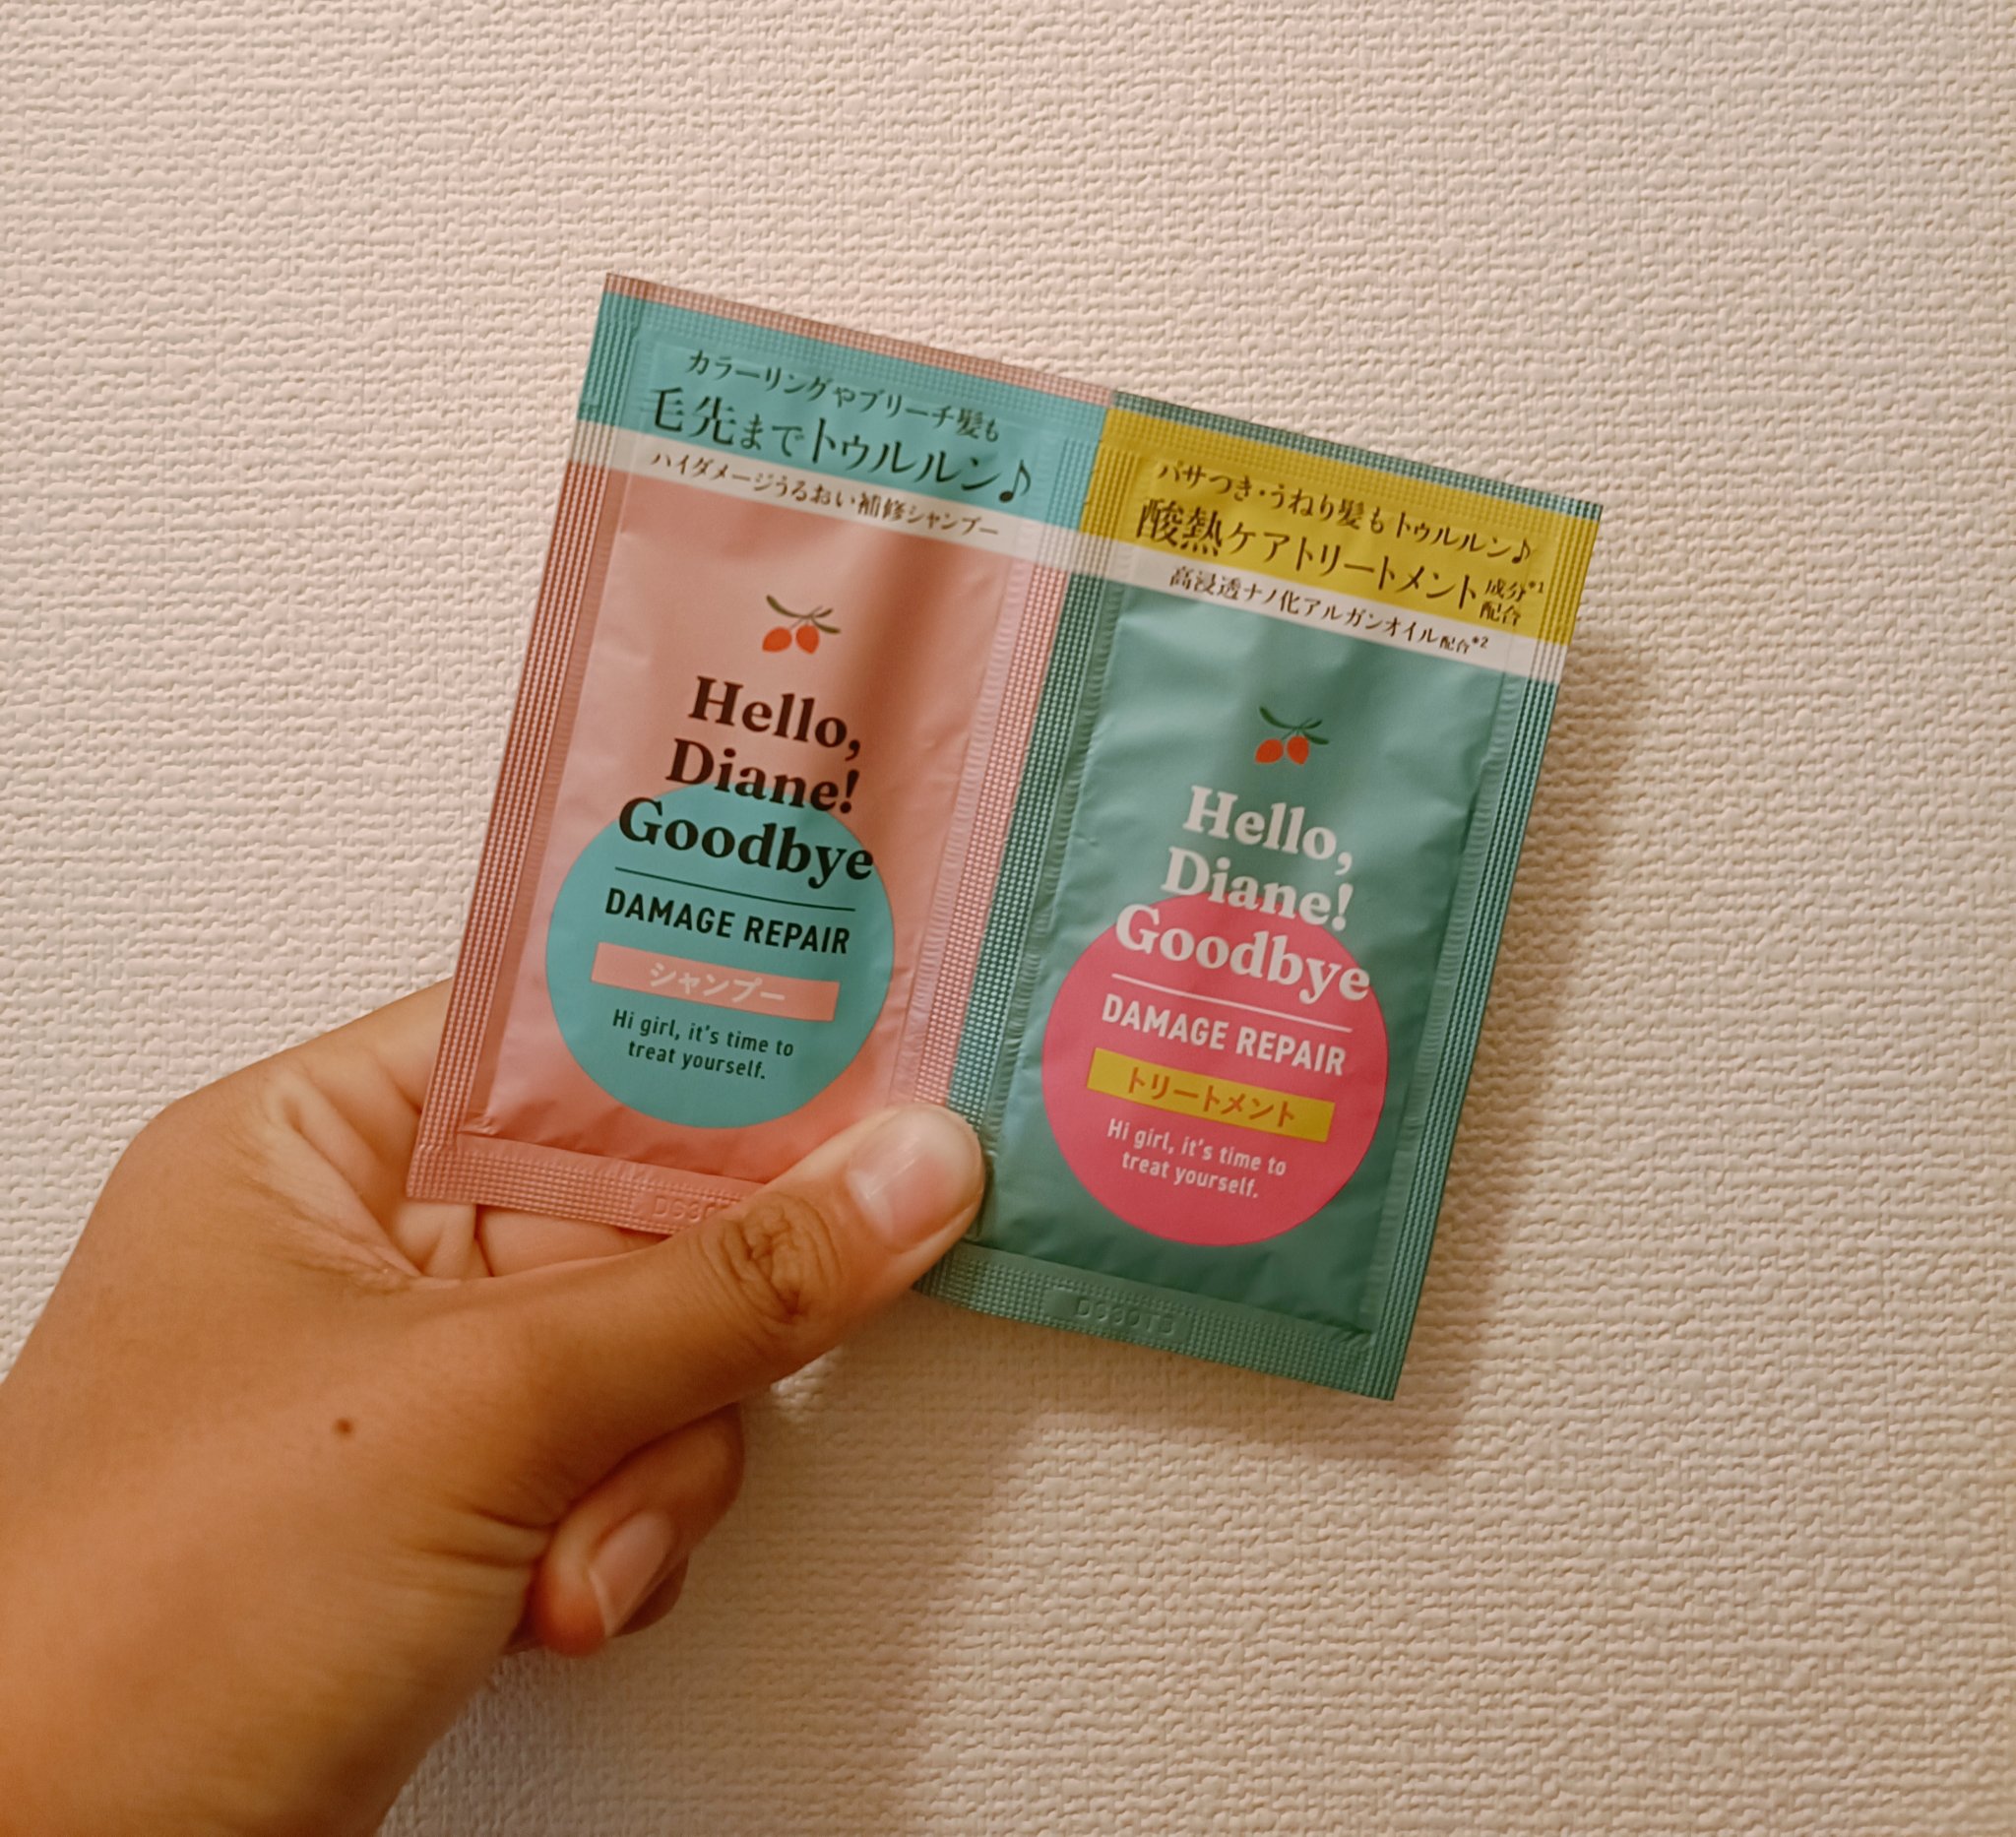 カラーリングやブリーチ髪も
毛先までトゥルルン♪
ハイダメージうるおい補修シャンプー
Hello,
Diane!
Goodbye
DAMAGE REPAIR
シャンプー
Hi girl, it's time to
treat yourself.
パサつき・うねり髪もトゥルルン♪
酸熱ケアトリートメント成分*1
配合
高浸透ナノ化アルガンオイル配合*2
Hello,
Diane!
Goodbye
DAMAGE REPAIR
トリートメント
Hi girl, it's time to
treat yourself.